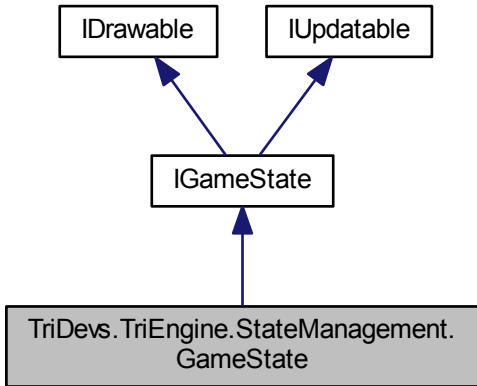 IDrawable
IUpdatable
IGameState
TriDevs.TriEngine.StateManagement.
GameState